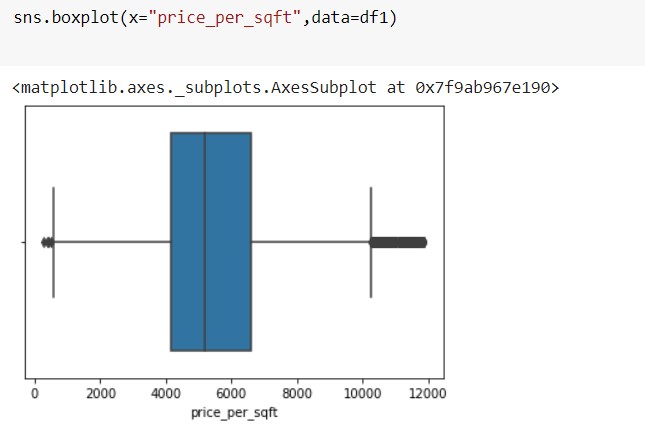 sns.boxplot(x="price_per_sqft",data=df1)
<matplotlib.axes._subplots.AxesSubplot at 0x7f9ab967e190>
0 2000 4000 6000 8000 10000 12000
price_per_sqft